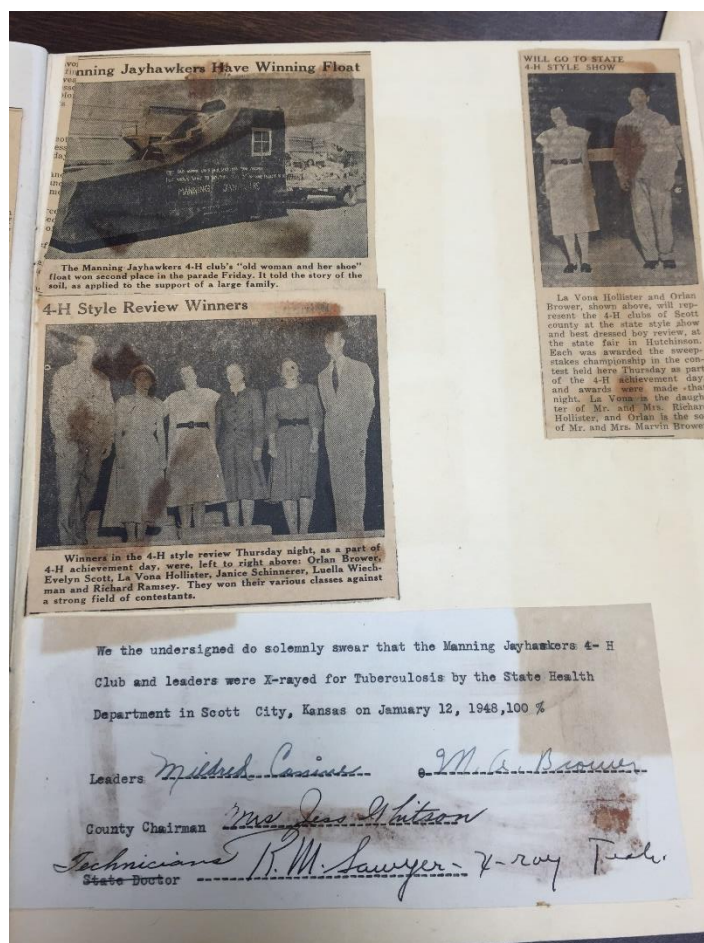 nning Jayhawkers Have Winning Float
MANNING JAY
The Manning Jayhawkers 4-H club's "old woman and her shoe"
float won second place in the parade Friday. It told the story of the
soil, as applied to the support of a large family.
4-H Style Review Winners
Winners in the 4-H style review Thursday night, as a part of
4-H achievement day, were, left to right above: Orlan Brower,
Evelyn Scott, La Vona Hollister, Janice Schinnerer, Luella Wiech-
man and Richard Ramsey. They won their various classes against
a strong field of contestants.
WILL GO TO STATE
4-H STYLE SHOW
La Vona Hollister and Orlan
Brower, shown above, will rep-
resent the 4-H clubs of Scott
county at the state style show
and best dressed boy review, at
the state fair in Hutchinson.
Each was awarded the sweep-
stakes championship in the con-
test held here Thursday as part
of the 4-H achievement day
and awards were made that
night. La Vona is the daugh
ter of Mr. and Mrs. Richar
Hollister, and Orlan is the so
of Mr. and Mrs. Marvin Browe
We the undersigned do solemnly swear that the Manning Jayhawkers 4- H
Club and leaders were X-rayed for Tuberculosis by the State Health
Department in Scott City, Kansas on January 12, 1948,100 %
Leaders Mildred Canine M. A. Brower
County Chairman Mrs Jess Whitson
Technicians R. M. Sawyer - X-ray Tech.
State Doctor